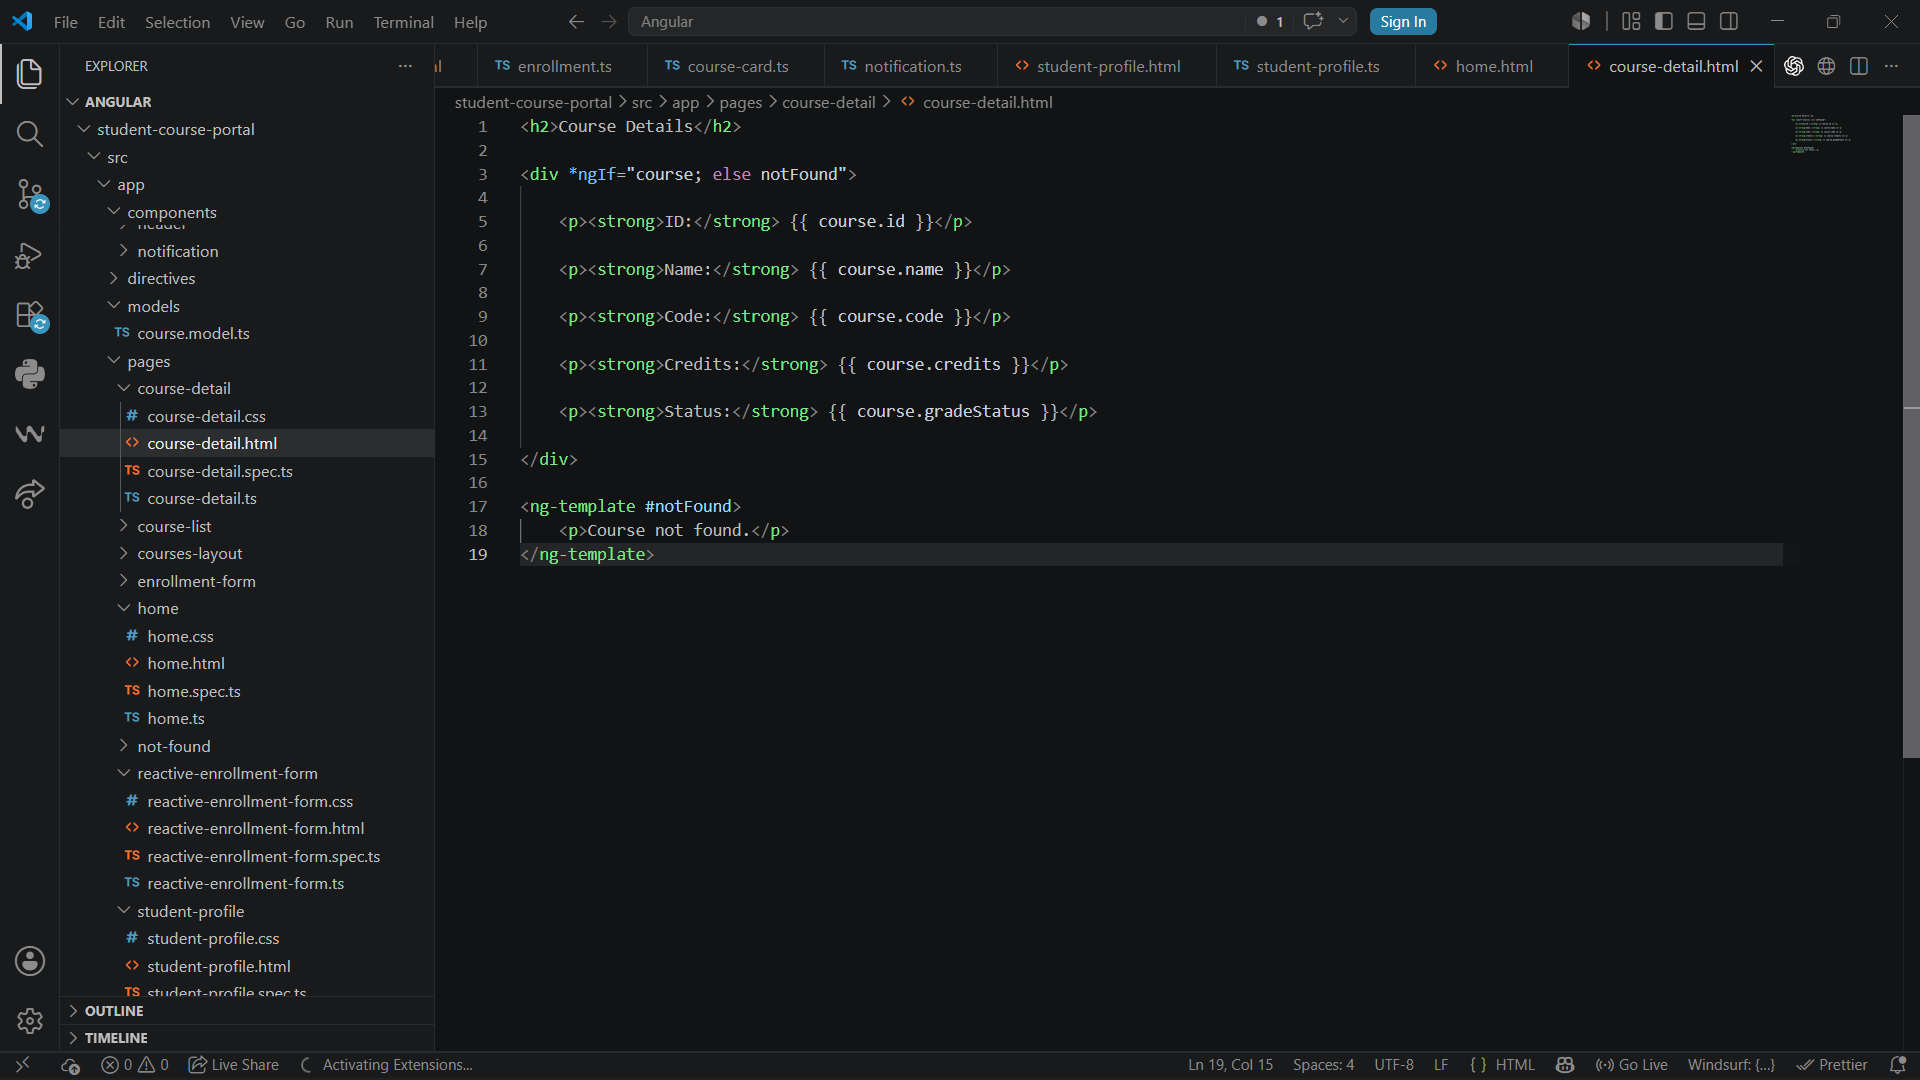 File Edit Selection View Go Run Terminal Help
Angular
1
Sign In
EXPLORER
ANGULAR
student-course-portal
src
app
components
header
notification
directives
models
TS course.model.ts
pages
course-detail
# course-detail.css
<> course-detail.html
TS course-detail.spec.ts
TS course-detail.ts
course-list
courses-layout
enrollment-form
home
# home.css
<> home.html
TS home.spec.ts
TS home.ts
not-found
reactive-enrollment-form
# reactive-enrollment-form.css
<> reactive-enrollment-form.html
TS reactive-enrollment-form.spec.ts
TS reactive-enrollment-form.ts
student-profile
# student-profile.css
<> student-profile.html
TS student-profile.spec.ts
OUTLINE
TIMELINE
TS enrollment.ts TS course-card.ts TS notification.ts <> student-profile.html TS student-profile.ts <> home.html <> course-detail.html
student-course-portal > src > app > pages > course-detail > <> course-detail.html
1 <h2>Course Details</h2>
2
3 <div *ngIf="course; else notFound">
4
5 <p><strong>ID:</strong> {{ course.id }}</p>
6
7 <p><strong>Name:</strong> {{ course.name }}</p>
8
9 <p><strong>Code:</strong> {{ course.code }}</p>
10
11 <p><strong>Credits:</strong> {{ course.credits }}</p>
12
13 <p><strong>Status:</strong> {{ course.gradeStatus }}</p>
14
15 </div>
16
17 <ng-template #notFound>
18 <p>Course not found.</p>
19 </ng-template>
0 0 Live Share Activating Extensions... Ln 19, Col 15 Spaces: 4 UTF-8 LF { } HTML Go Live Windsurf: {...} Prettier